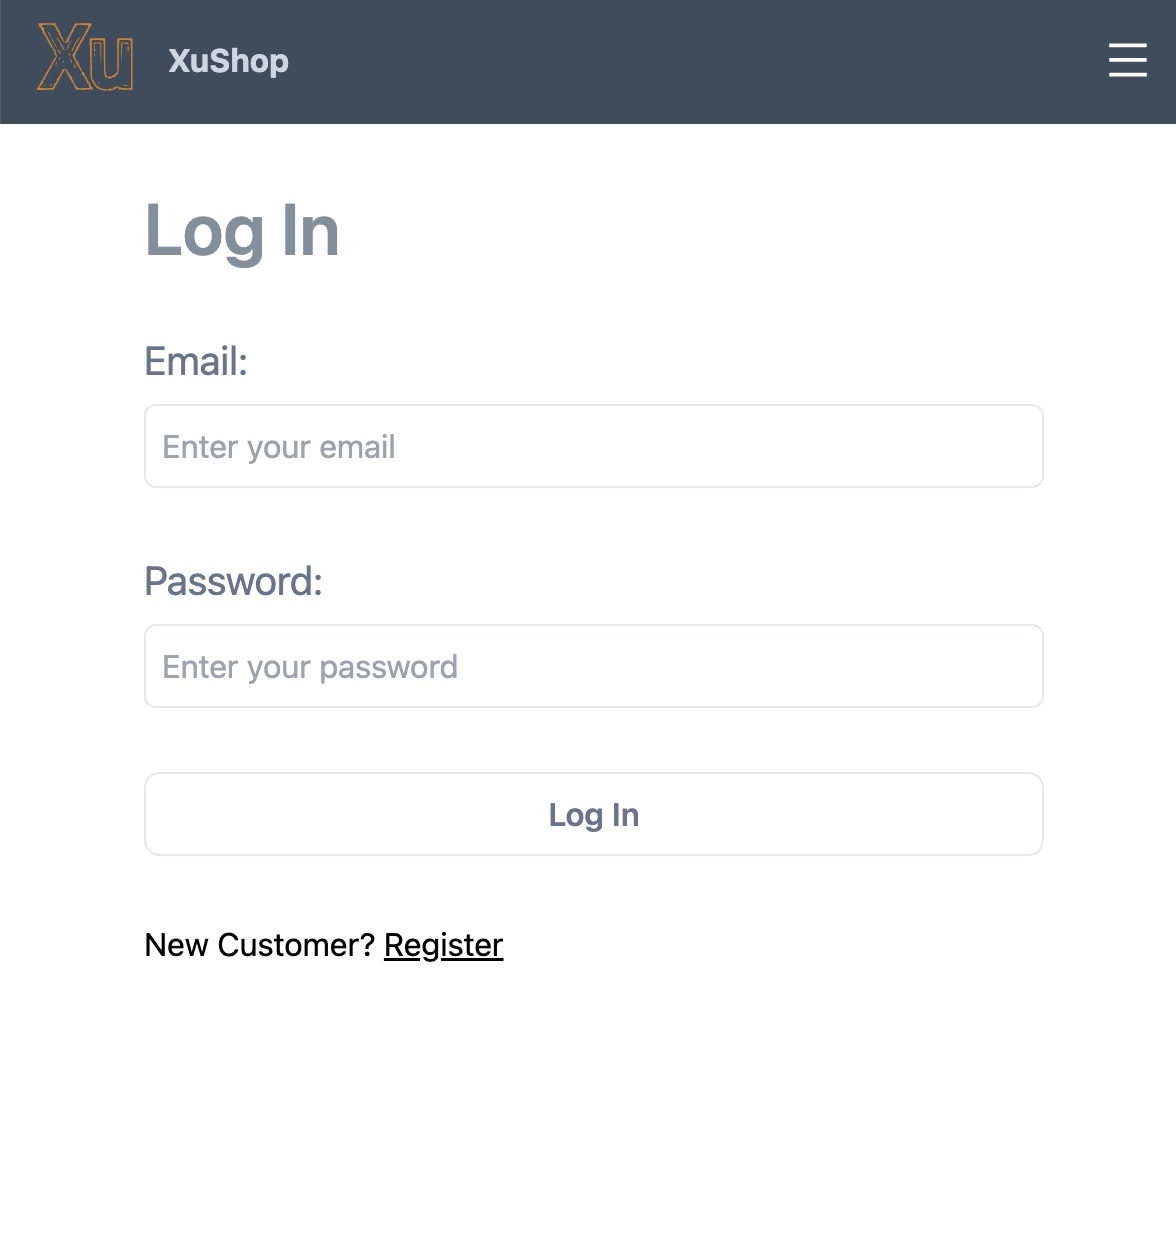 Xu XuShop
Log In
Email:
Enter your email
Password:
Enter your password
Log In
New Customer? Register